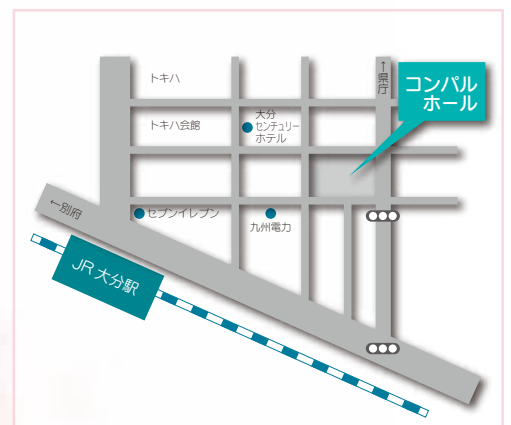 トキハ
↑県庁
コンパル
ホール
トキハ会館
大分
センチュリー
ホテル
←別府
セブンイレブン
九州電力
JR 大分駅